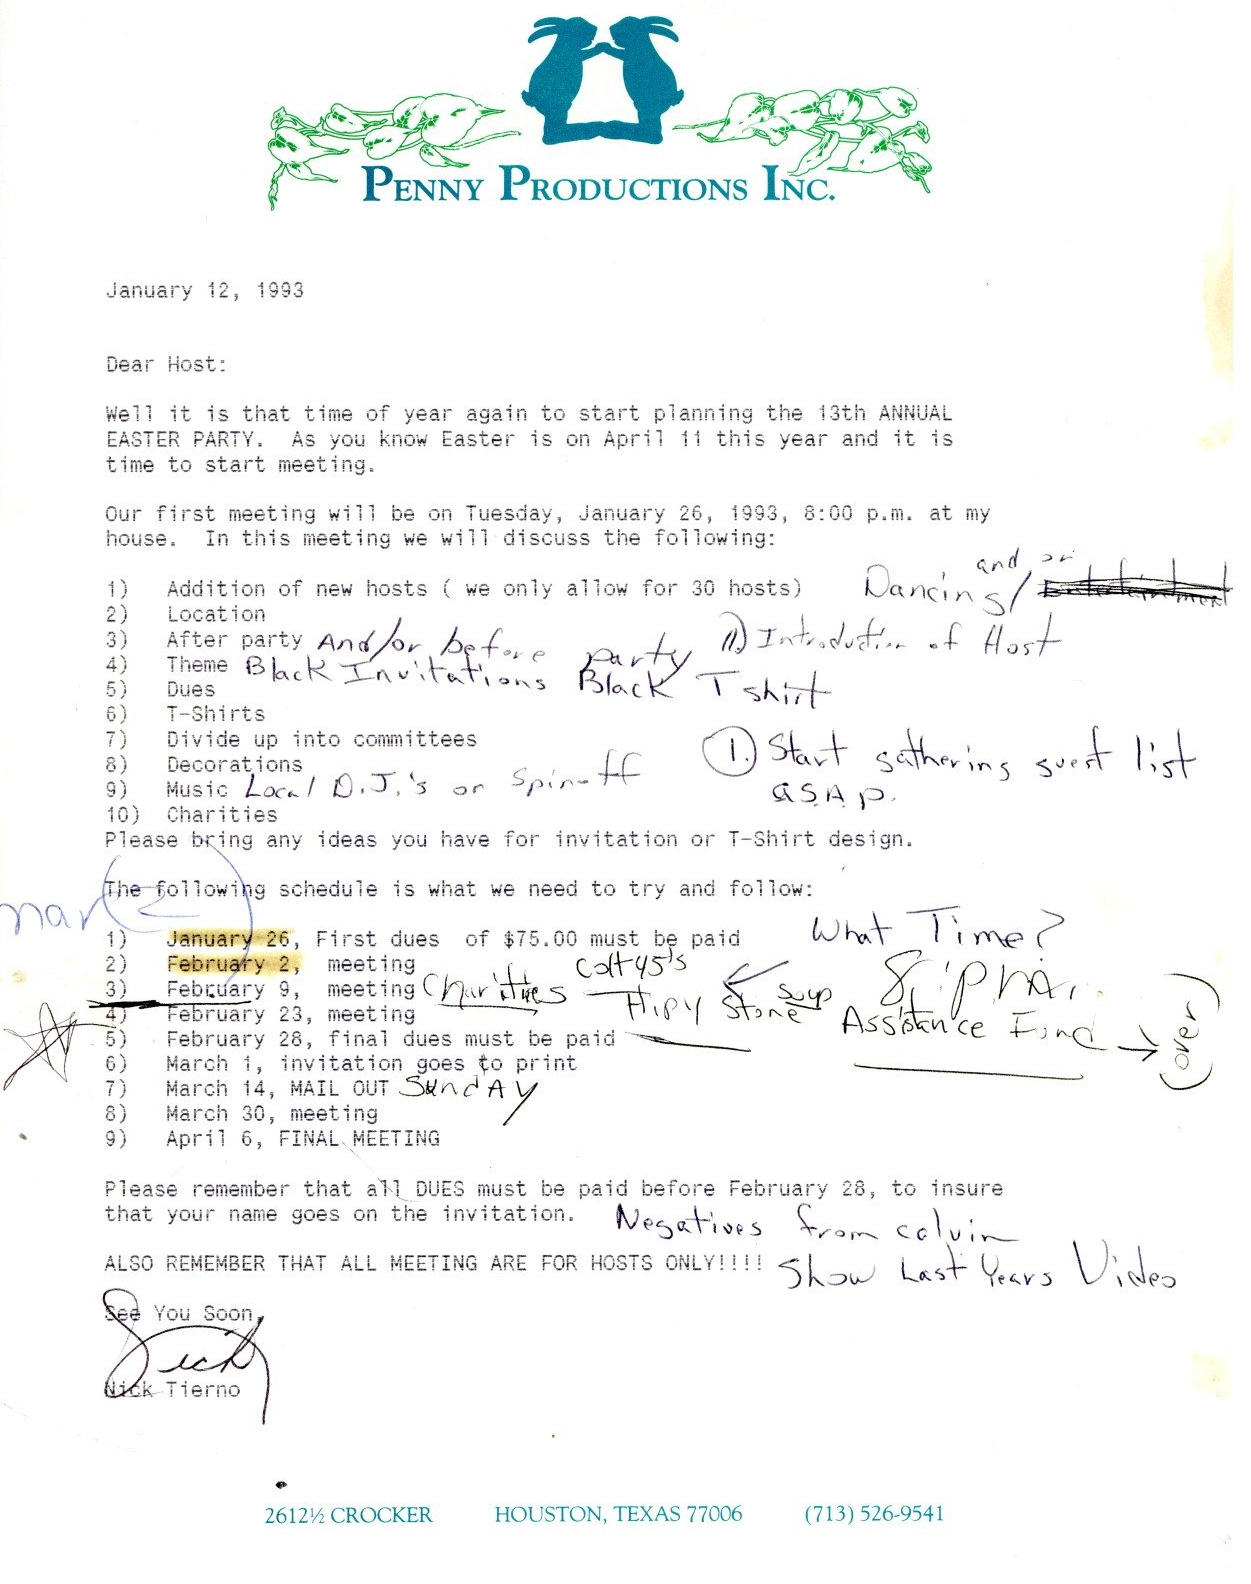 PENNY PRODUCTIONS INC.
January 12, 1993
Dear Host:
Well it is that time of year again to start planning the 13th ANNUAL
EASTER PARTY.  As you know Easter is on April 11 this year and it is
time to start meeting.
Our first meeting will be on Tuesday, January 26, 1993, 8:00 p.m. at my
house.  In this meeting we will discuss the following:
and or
1) Addition of new hosts ( we only allow for 30 hosts) Dancing/ Entertainment
2) Location
3) After party And/or before party 11) Introduction of Host
4) Theme Black Invitations Black T shirt
5) Dues
6) T-Shirts
7) Divide up into committees
1. Start gathering guest list
8) Decorations
9) Music Local D.J.'s or Spinoff
asap.
10) Charities
Please bring any ideas you have for invitation or T-Shirt design.
The following schedule is what we need to try and follow:
mar 2
1) January 26, First dues  of $75.00 must be paid What Time?
2) February 2,  meeting Colt 45's 8:pm.
3) February 9,  meeting Charities Hipy Stone soup
4) February 23, meeting Assistance Fund → (over)
5) February 28, final dues must be paid
6) March 1, invitation goes to print
7) March 14, MAIL OUT Sunday
8) March 30, meeting
9) April 6, FINAL MEETING
Please remember that all DUES must be paid before February 28, to insure
that your name goes on the invitation. Negatives from calvin
ALSO REMEMBER THAT ALL MEETING ARE FOR HOSTS ONLY!!!! Show Last Years Video
See You Soon,
Nick
Nick Tierno
2612½ CROCKER HOUSTON, TEXAS 77006 (713) 526-9541